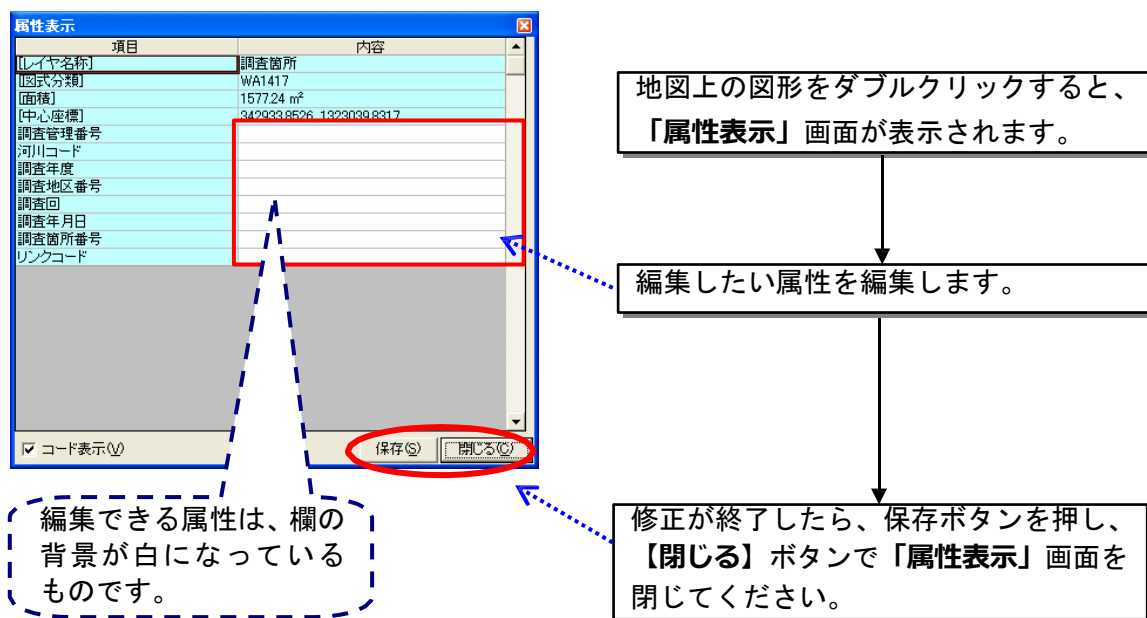 属性表示
項目 内容
[レイヤ名称] 調査箇所
[図式分類] WA1417
[面積] 1577.24 m²
[中心座標] 342933.8526, 1323039.8317
調査管理番号
河川コード
調査年度
調査地区番号
調査回
調査年月日
調査箇所番号
リンクコード
コード表示(V) 保存(S) 閉じる(C)
編集できる属性は、欄の
背景が白になっている
ものです。
地図上の図形をダブルクリックすると、
「属性表示」画面が表示されます。
編集したい属性を編集します。
修正が終了したら、保存ボタンを押し、
【閉じる】ボタンで「属性表示」画面を
閉じてください。